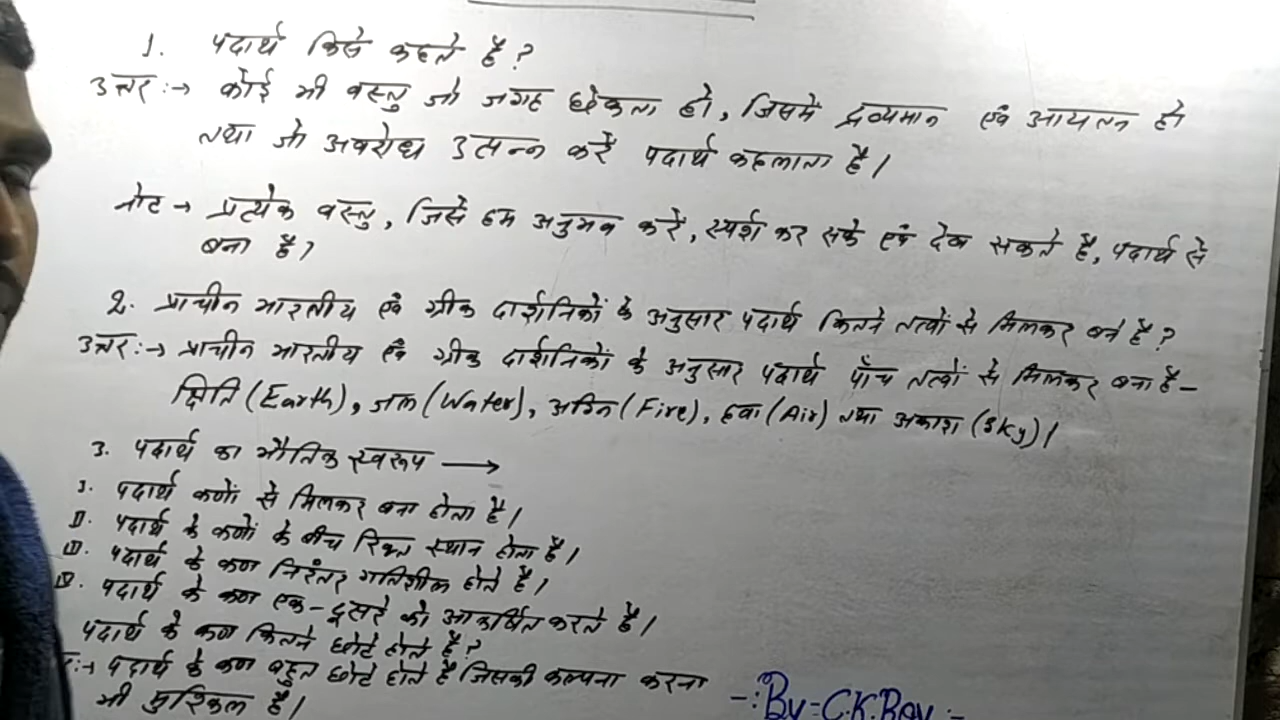 1. पदार्थ किसे कहते है?
उत्तर:→ कोई भी वस्तु जो जगह छेकता हो, जिसमें द्रव्यमान एवं आयतन हो
तथा जो अवरोध उत्पन्न करें पदार्थ कहलाता है।
नोट → प्रत्येक वस्तु, जिसे हम अनुभव करें, स्पर्श कर सके एवं देख सकते है, पदार्थ से
बना है।
2. प्राचीन भारतीय एवं ग्रीक दार्शनिकों के अनुसार पदार्थ कितने तत्वों से मिलकर बने है?
उत्तर:→ प्राचीन भारतीय एवं ग्रीक दार्शनिकों के अनुसार पदार्थ पाँच तत्वों से मिलकर बना है-
क्षिति (Earth), जल (Water), अग्नि (Fire), हवा (Air) तथा अकाश (Sky)।
3. पदार्थ का भौतिक स्वरूप →
I. पदार्थ कणों से मिलकर बना होता है।
II. पदार्थ के कणों के बीच रिक्त स्थान होता है।
III. पदार्थ के कण निरंतर गतिशील होते है।
IV. पदार्थ के कण एक-दूसरे को आकर्षित करते है।
पदार्थ के कण कितने छोटे होते है?
र:→ पदार्थ के कण बहुत छोटे होते है जिसकी कल्पना करना
भी मुश्किल है।
-:By=C.K.Roy:-